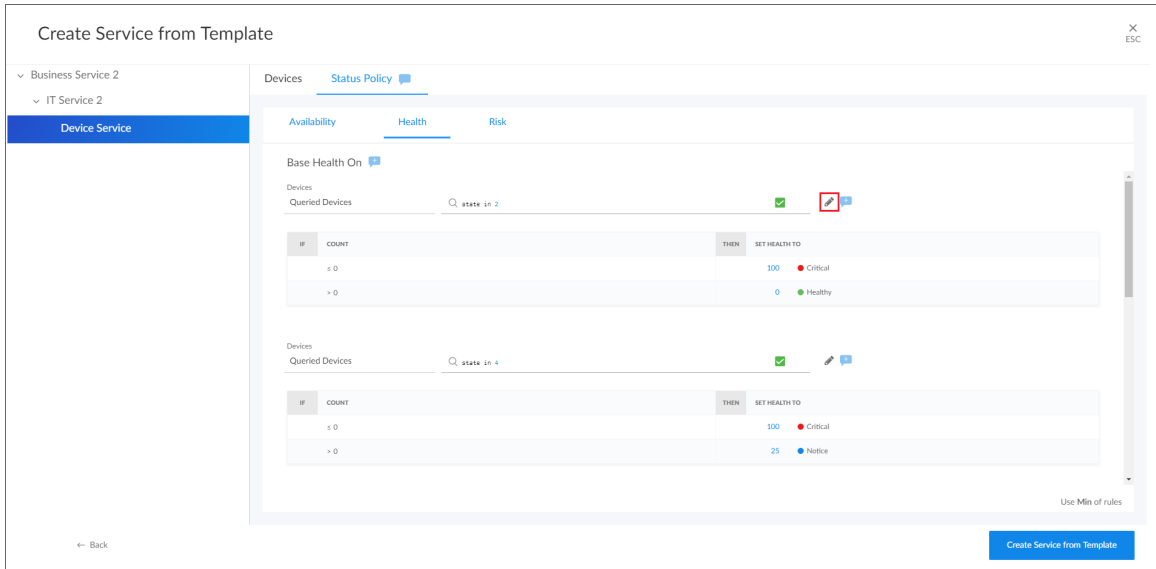 Create Service from Template
ESC
Business Service 2
IT Service 2
Device Service
Devices Status Policy
Availability Health Risk
Base Health On
Devices
Queried Devices state in 2
IF COUNT THEN SET HEALTH TO
≤ 0 100 Critical
> 0 0 Healthy
Devices
Queried Devices state in 4
IF COUNT THEN SET HEALTH TO
≤ 0 100 Critical
> 0 25 Notice
Use Min of rules
← Back Create Service from Template